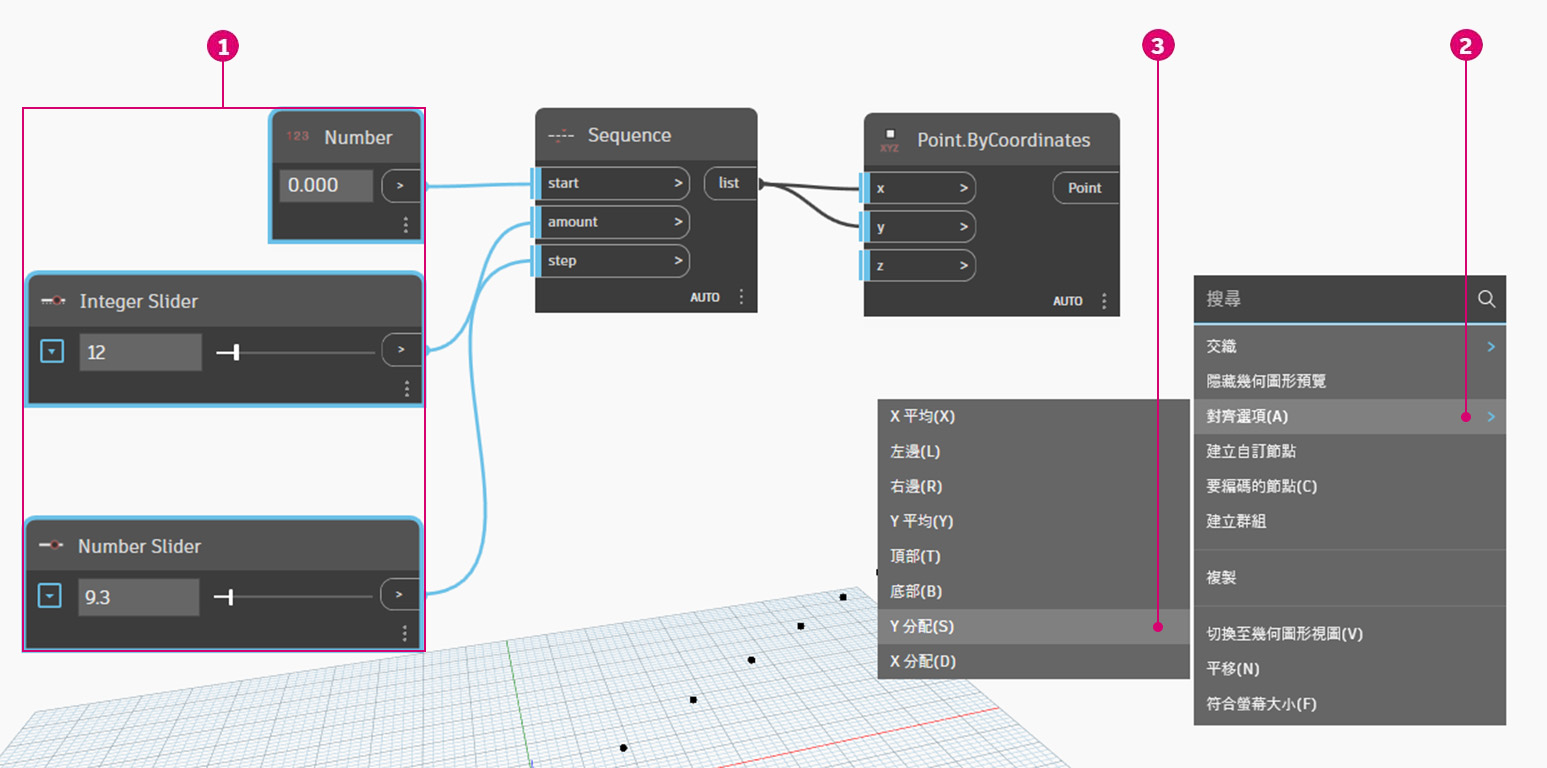 1
3
2
123 Number
0.000 >
Sequence
start >
list
amount >
step >
AUTO
XYZ Point.ByCoordinates
x >
Point
y >
z >
AUTO
Integer Slider
12 >
Number Slider
9.3 >
搜尋
交織 >
隱藏幾何圖形預覽
對齊選項(A) >
建立自訂節點
要編碼的節點(C)
建立群組
複製
切換至幾何圖形視圖(V)
平移(N)
符合螢幕大小(F)
X 平均(X)
左邊(L)
右邊(R)
Y 平均(Y)
頂部(T)
底部(B)
Y 分配(S)
X 分配(D)